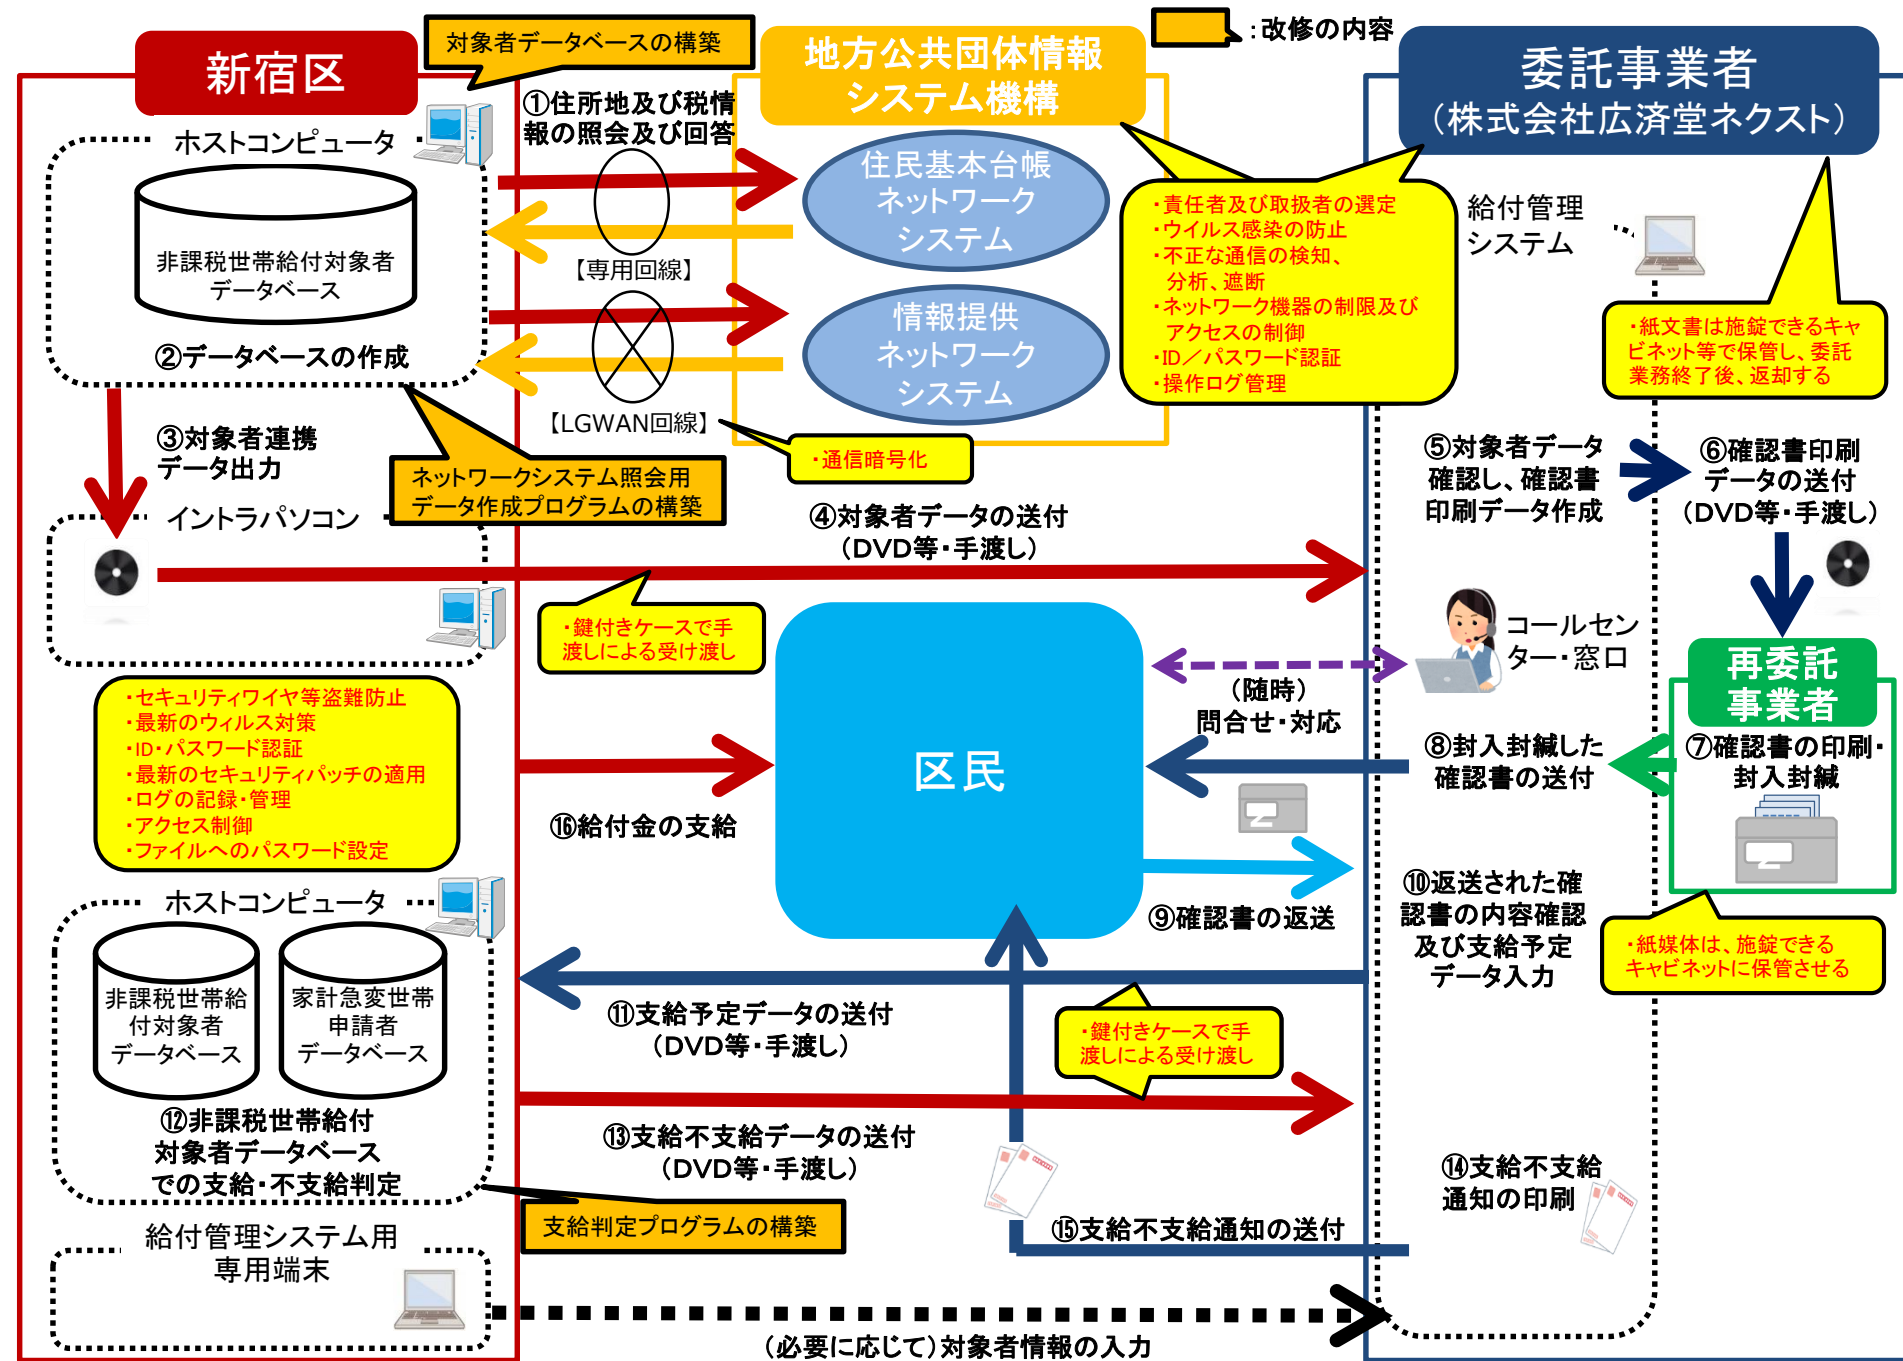 対象者データベースの構築
:改修の内容
新宿区
地方公共団体情報
システム機構
委託事業者
(株式会社広済堂ネクスト)
①住所地及び税情
報の照会及び回答
ホストコンピュータ
非課税世帯給付対象者
データベース
②データベースの作成
住民基本台帳
ネットワーク
システム
【専用回線】
情報提供
ネットワーク
システム
【LGWAN回線】
・通信暗号化
・責任者及び取扱者の選定
・ウイルス感染の防止
・不正な通信の検知、
分析、遮断
・ネットワーク機器の制限及び
アクセスの制御
・ID/パスワード認証
・操作ログ管理
給付管理
システム
・紙文書は施錠できるキャ
ビネット等で保管し、委託
業務終了後、返却する
③対象者連携
データ出力
ネットワークシステム照会用
データ作成プログラムの構築
④対象者データの送付
(DVD等・手渡し)
⑤対象者データ
確認し、確認書
印刷データ作成
⑥確認書印刷
データの送付
(DVD等・手渡し)
イントラパソコン
・鍵付きケースで手
渡しによる受け渡し
コールセン
ター・窓口
(随時)
問合せ・対応
再委託
事業者
⑦確認書の印刷・
封入封緘
⑧封入封緘した
確認書の送付
・セキュリティワイヤ等盗難防止
・最新のウィルス対策
・ID・パスワード認証
・最新のセキュリティパッチの適用
・ログの記録・管理
・アクセス制御
・ファイルへのパスワード設定
区民
⑯給付金の支給
⑨確認書の返送
⑩返送された確
認書の内容確認
及び支給予定
データ入力
・紙媒体は、施錠できる
キャビネットに保管させる
ホストコンピュータ
非課税世帯給
付対象者
データベース
家計急変世帯
申請者
データベース
⑪支給予定データの送付
(DVD等・手渡し)
・鍵付きケースで手
渡しによる受け渡し
⑫非課税世帯給付
対象者データベース
での支給・不支給判定
⑬支給不支給データの送付
(DVD等・手渡し)
⑭支給不支給
通知の印刷
支給判定プログラムの構築
⑮支給不支給通知の送付
給付管理システム用
専用端末
(必要に応じて)対象者情報の入力